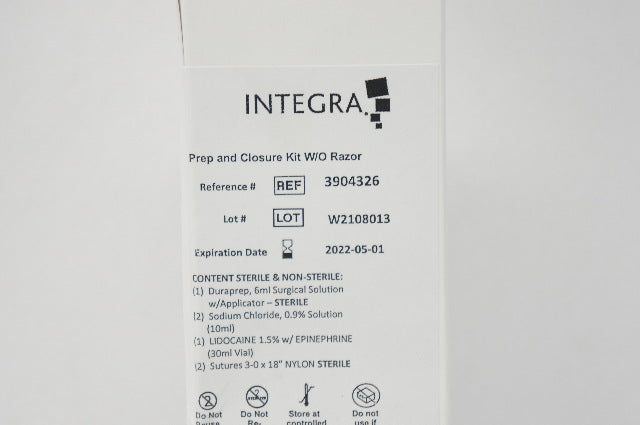 INTEGRA.
Prep and Closure Kit W/O Razor
Reference # REF 3904326
Lot # LOT W2108013
Expiration Date 2022-05-01
CONTENT STERILE & NON-STERILE:
(1) Duraprep, 6ml Surgical Solution
w/Applicator – STERILE
(2) Sodium Chloride, 0.9% Solution
(10ml)
(1) LIDOCAINE 1.5% w/ EPINEPHRINE
(30ml Vial)
(2) Sutures 3-0 x 18" NYLON STERILE
Do Not Do Not Store at Do not
Reuse Re- controlled use if